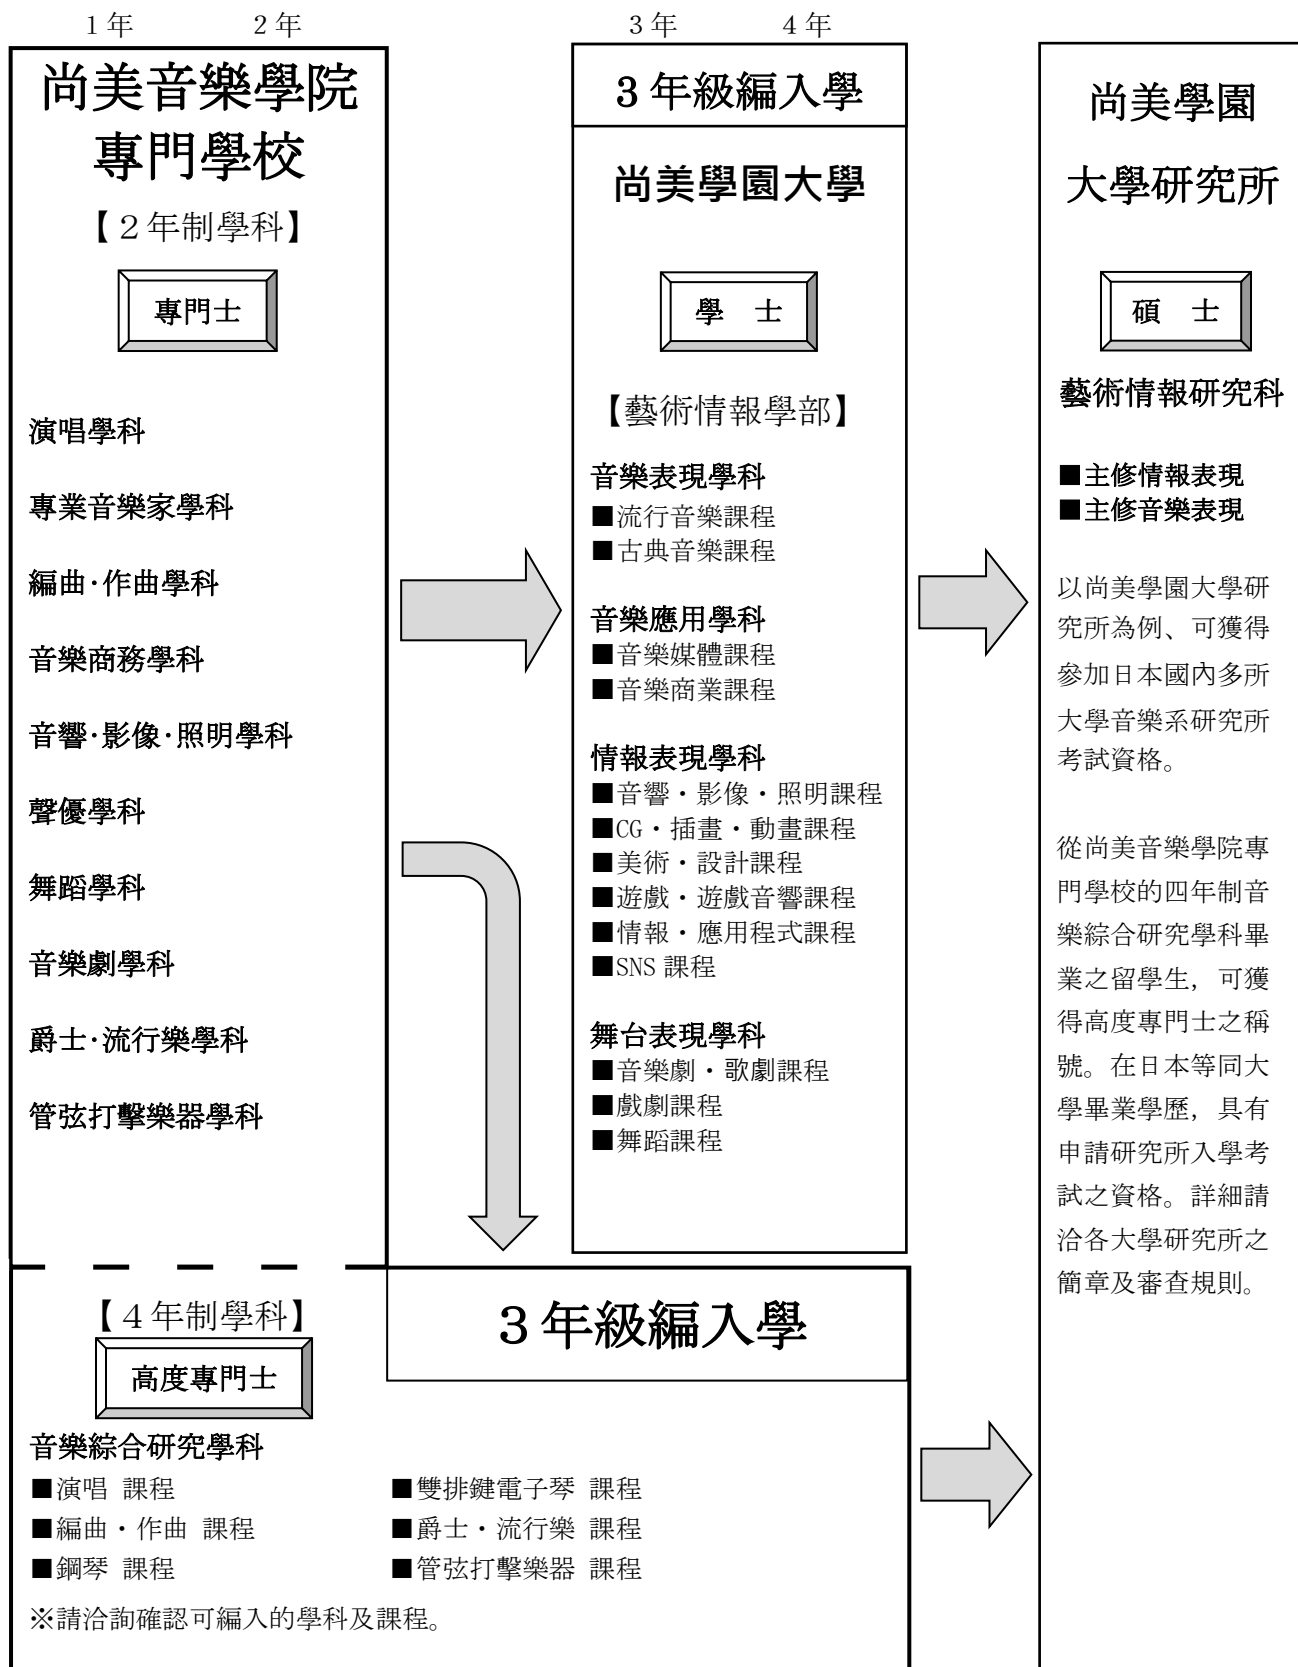 1年
2年
尚美音樂學院
專門學校
【２年制學科】
專門士
演唱學科
專業音樂家學科
編曲·作曲學科
音樂商務學科
音響·影像·照明學科
聲優學科
舞蹈學科
音樂劇學科
爵士·流行樂學科
管弦打擊樂器學科
3年
4年
3年級編入學
尚美學園大學
學　士
【藝術情報學部】
音樂表現學科
■流行音樂課程
■古典音樂課程
音樂應用學科
■音樂媒體課程
■音樂商業課程
情報表現學科
■音響・影像・照明課程
■CG・插畫・動畫課程
■美術・設計課程
■遊戲・遊戲音響課程
■情報・應用程式課程
■SNS 課程
舞台表現學科
■音樂劇・歌劇課程
■戲劇課程
■舞蹈課程
尚美學園
大學研究所
碩　士
藝術情報研究科
■主修情報表現
■主修音樂表現
以尚美學園大學研
究所為例、可獲得
參加日本國內多所
大學音樂系研究所
考試資格。
從尚美音樂學院專
門學校的四年制音
樂綜合研究學科畢
業之留學生，可獲
得高度專門士之稱
號。在日本等同大
學畢業學歷，具有
申請研究所入學考
試之資格。詳細請
洽各大學研究所之
簡章及審查規則。
【４年制學科】
高度專門士
3年級編入學
音樂綜合研究學科
■演唱 課程
■編曲・作曲 課程
■鋼琴 課程
■雙排鍵電子琴 課程
■爵士・流行樂 課程
■管弦打擊樂器 課程
※請洽詢確認可編入的學科及課程。